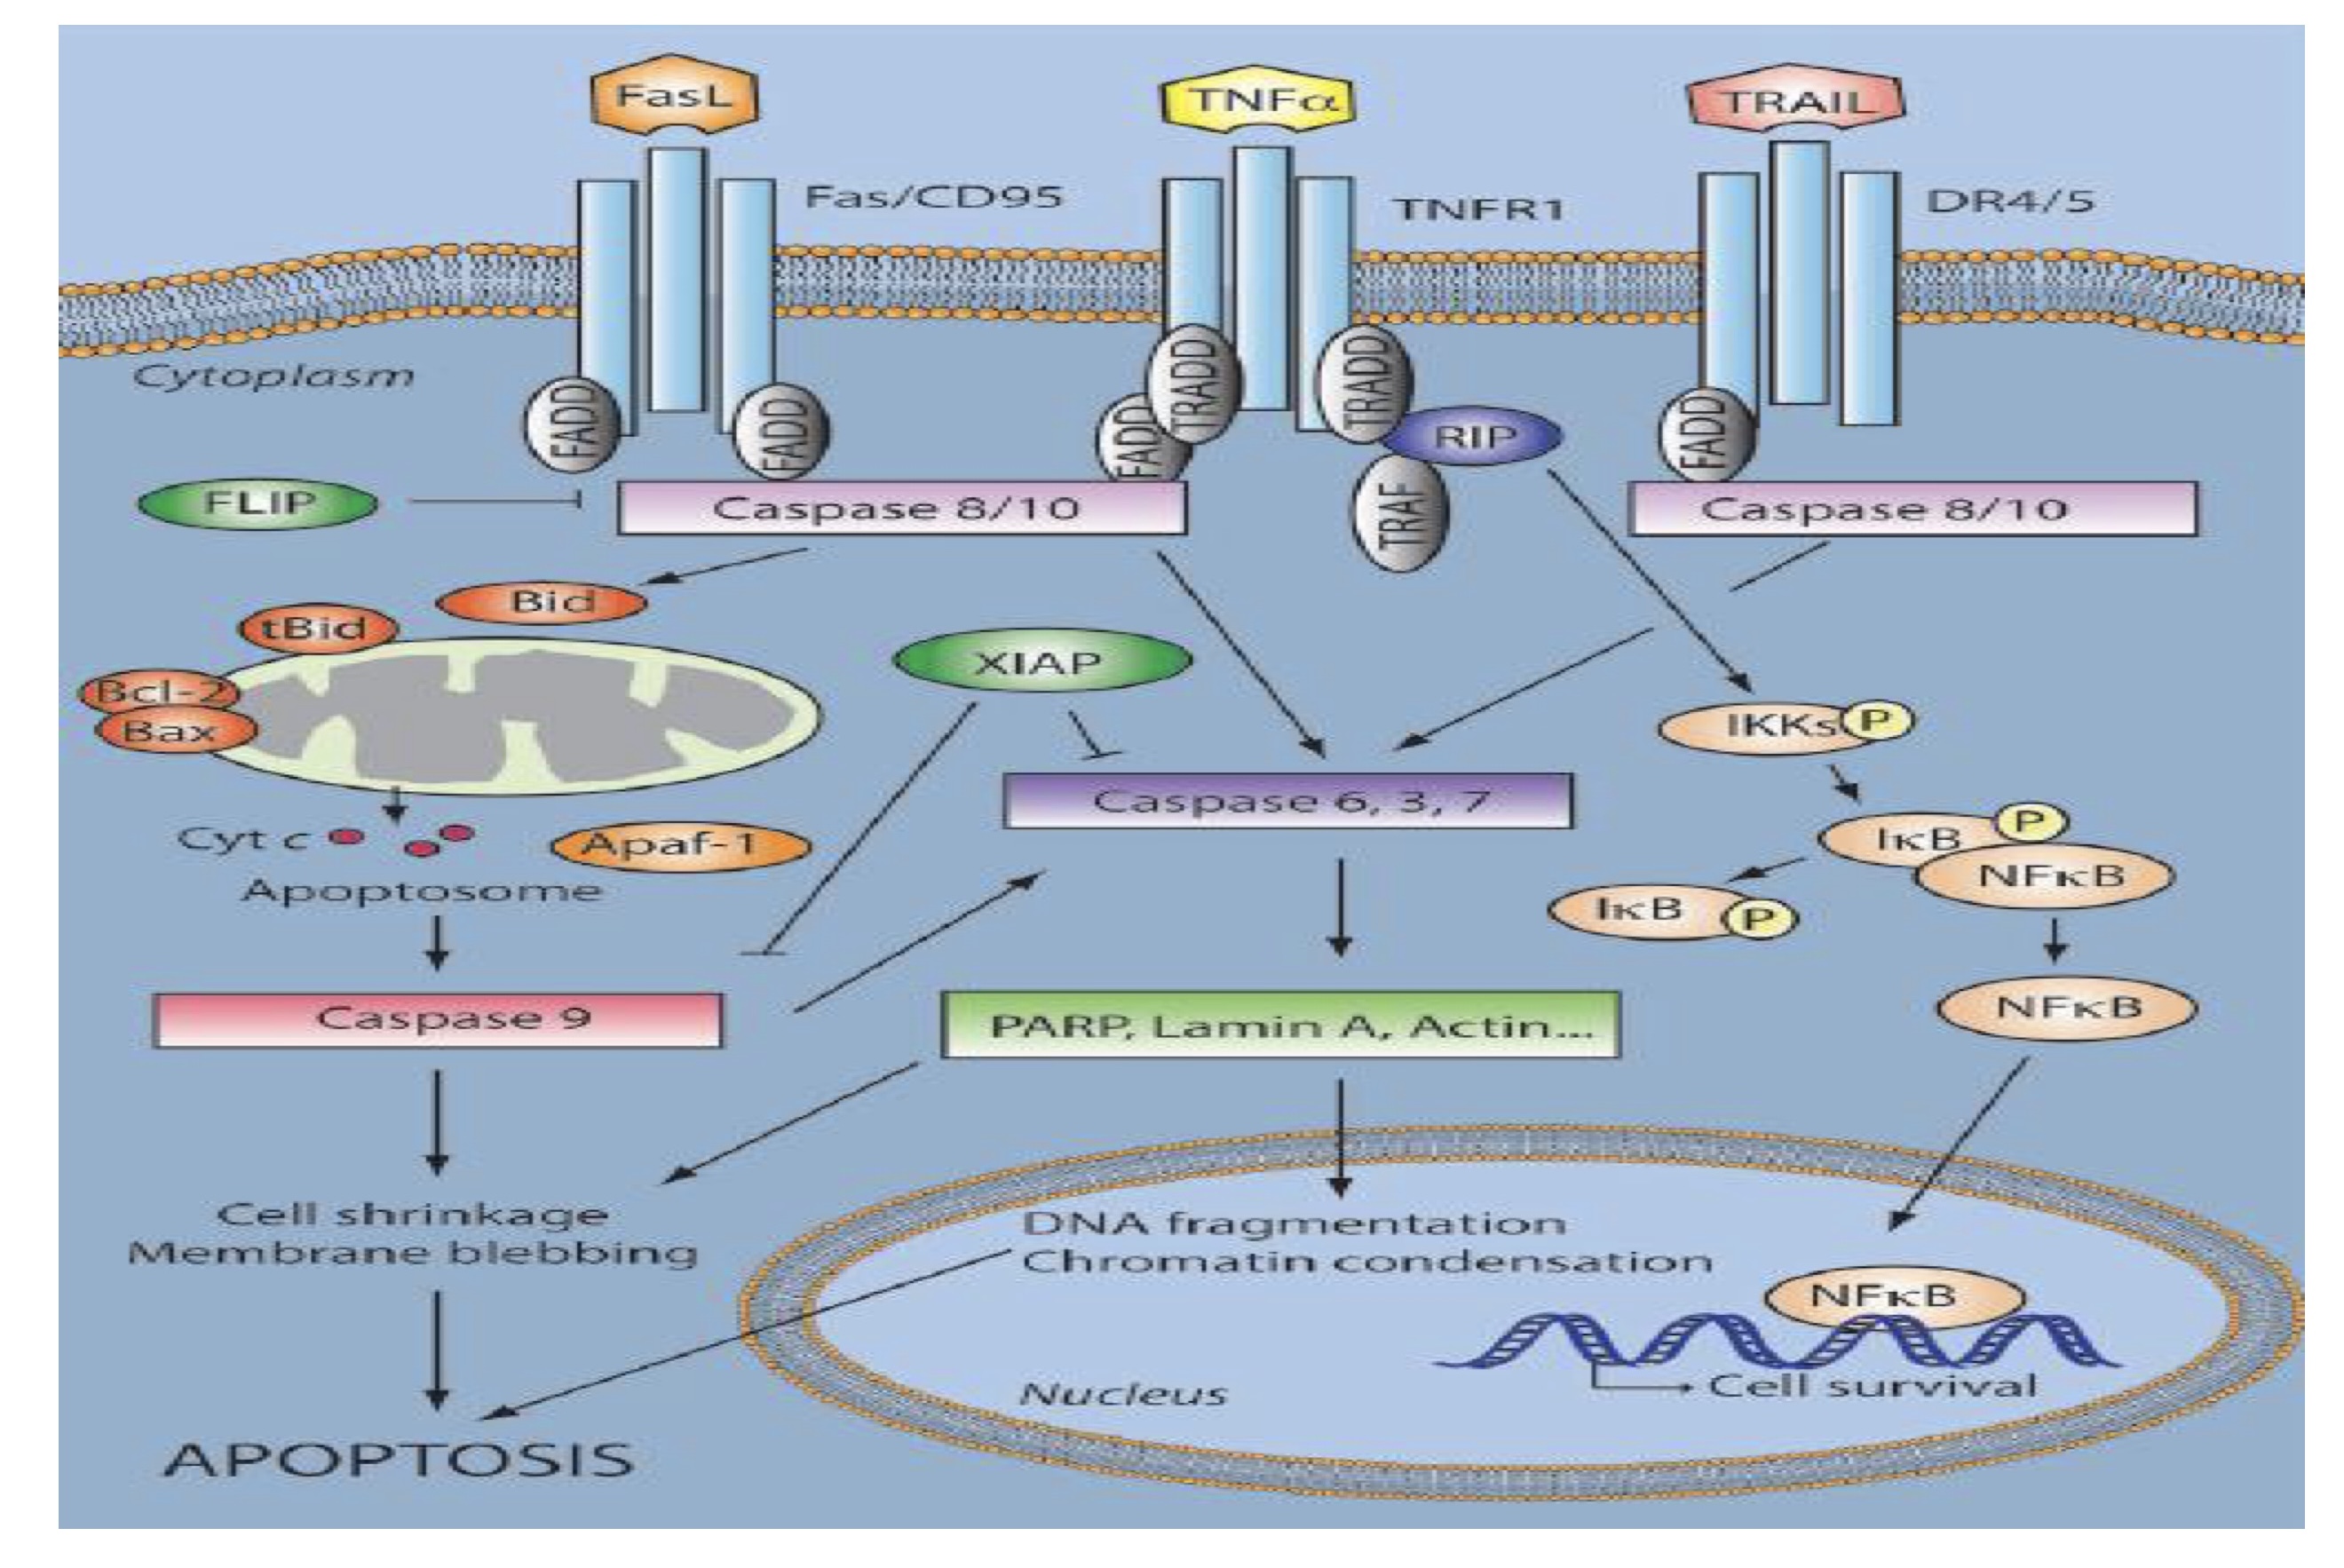 FasL
TNFα
TRAIL
Fas/CD95
TNFR1
DR4/5
Cytoplasm
FADD
FADD
FADD
TRADD
TRADD
RIP
TRAF
FADD
FLIP
Caspase 8/10
Caspase 8/10
Bid
tBid
Bcl-2
Bax
XIAP
IKKs P
Caspase 6, 3, 7
Cyt c
Apaf-1
Apoptosome
IκB P
NFκB
IκB P
NFκB
Caspase 9
PARP, Lamin A, Actin...
Cell shrinkage
Membrane blebbing
DNA fragmentation
Chromatin condensation
NFκB
Cell survival
Nucleus
APOPTOSIS